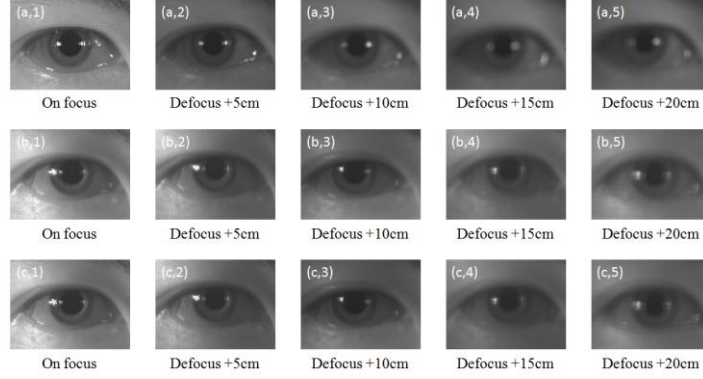 (a,1) (a,2) (a,3) (a,4) (a,5)
On focus Defocus +5cm Defocus +10cm Defocus +15cm Defocus +20cm
(b,1) (b,2) (b,3) (b,4) (b,5)
On focus Defocus +5cm Defocus +10cm Defocus +15cm Defocus +20cm
(c,1) (c,2) (c,3) (c,4) (c,5)
On focus Defocus +5cm Defocus +10cm Defocus +15cm Defocus +20cm